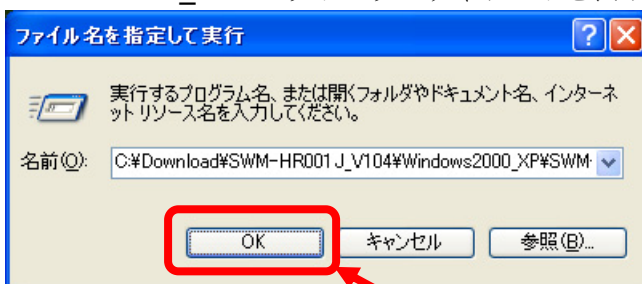 ファイル名を指定して実行
実行するプログラム名、または開くフォルダやドキュメント名、インターネ
ット リソース名を入力してください。
名前(O):
C:¥Download¥SWM-HR001J_V104¥Windows2000_XP¥SWM-
OK
キャンセル
参照(B)...